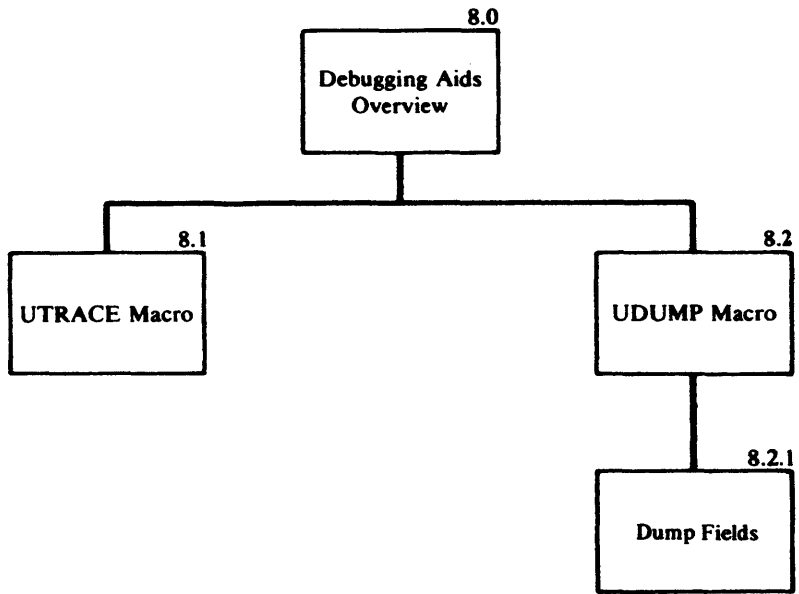 8.0
Debugging Aids
Overview
8.1
UTRACE Macro
8.2
UDUMP Macro
8.2.1
Dump Fields